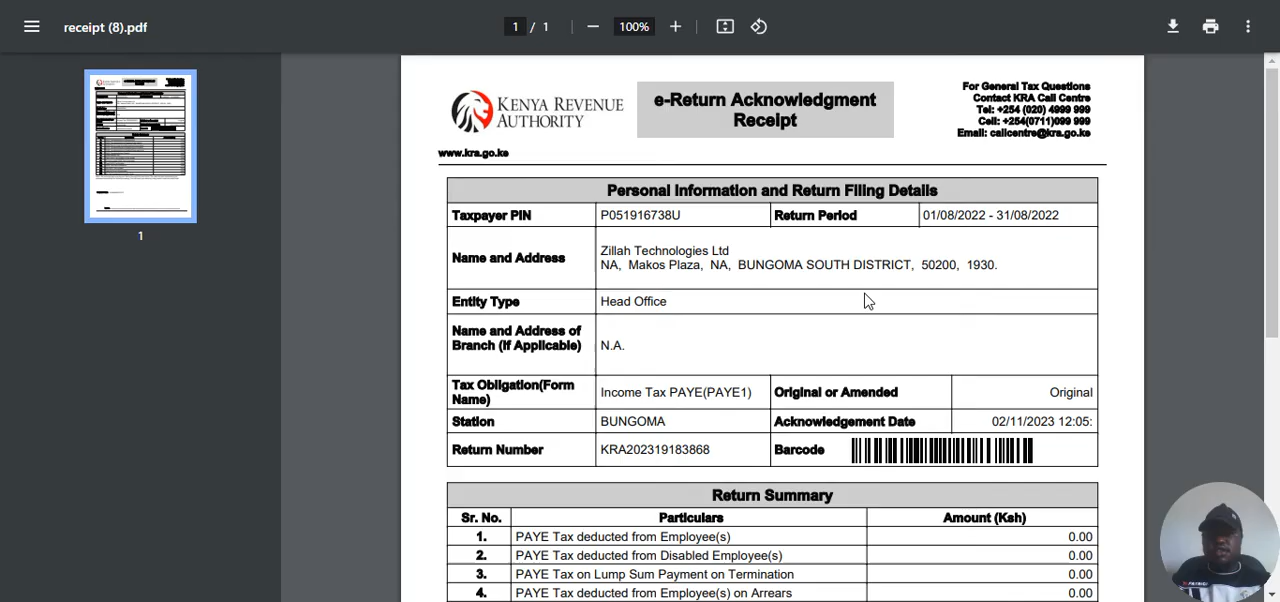 receipt (8).pdf
1 / 1
100%
1
KENYA REVENUE
AUTHORITY
www.kra.go.ke
e-Return Acknowledgment
Receipt
For General Tax Questions
Contact KRA Call Centre
Tel: +254 (020) 4999 999
Cell: +254(0711)099 999
Email: callcentre@kra.go.ke
Personal Information and Return Filing Details
Taxpayer PIN P051916738U Return Period 01/08/2022 - 31/08/2022
Name and Address Zillah Technologies Ltd
NA, Makos Plaza, NA, BUNGOMA SOUTH DISTRICT, 50200, 1930.
Entity Type Head Office
Name and Address of
Branch (If Applicable) N.A.
Tax Obligation(Form
Name) Income Tax PAYE(PAYE1) Original or Amended Original
Station BUNGOMA Acknowledgement Date 02/11/2023 12:05:
Return Number KRA202319183868 Barcode
Return Summary
Sr. No. Particulars Amount (Ksh)
1. PAYE Tax deducted from Employee(s) 0.00
2. PAYE Tax deducted from Disabled Employee(s) 0.00
3. PAYE Tax on Lump Sum Payment on Termination 0.00
4. PAYE Tax deducted from Employee(s) on Arrears 0.00